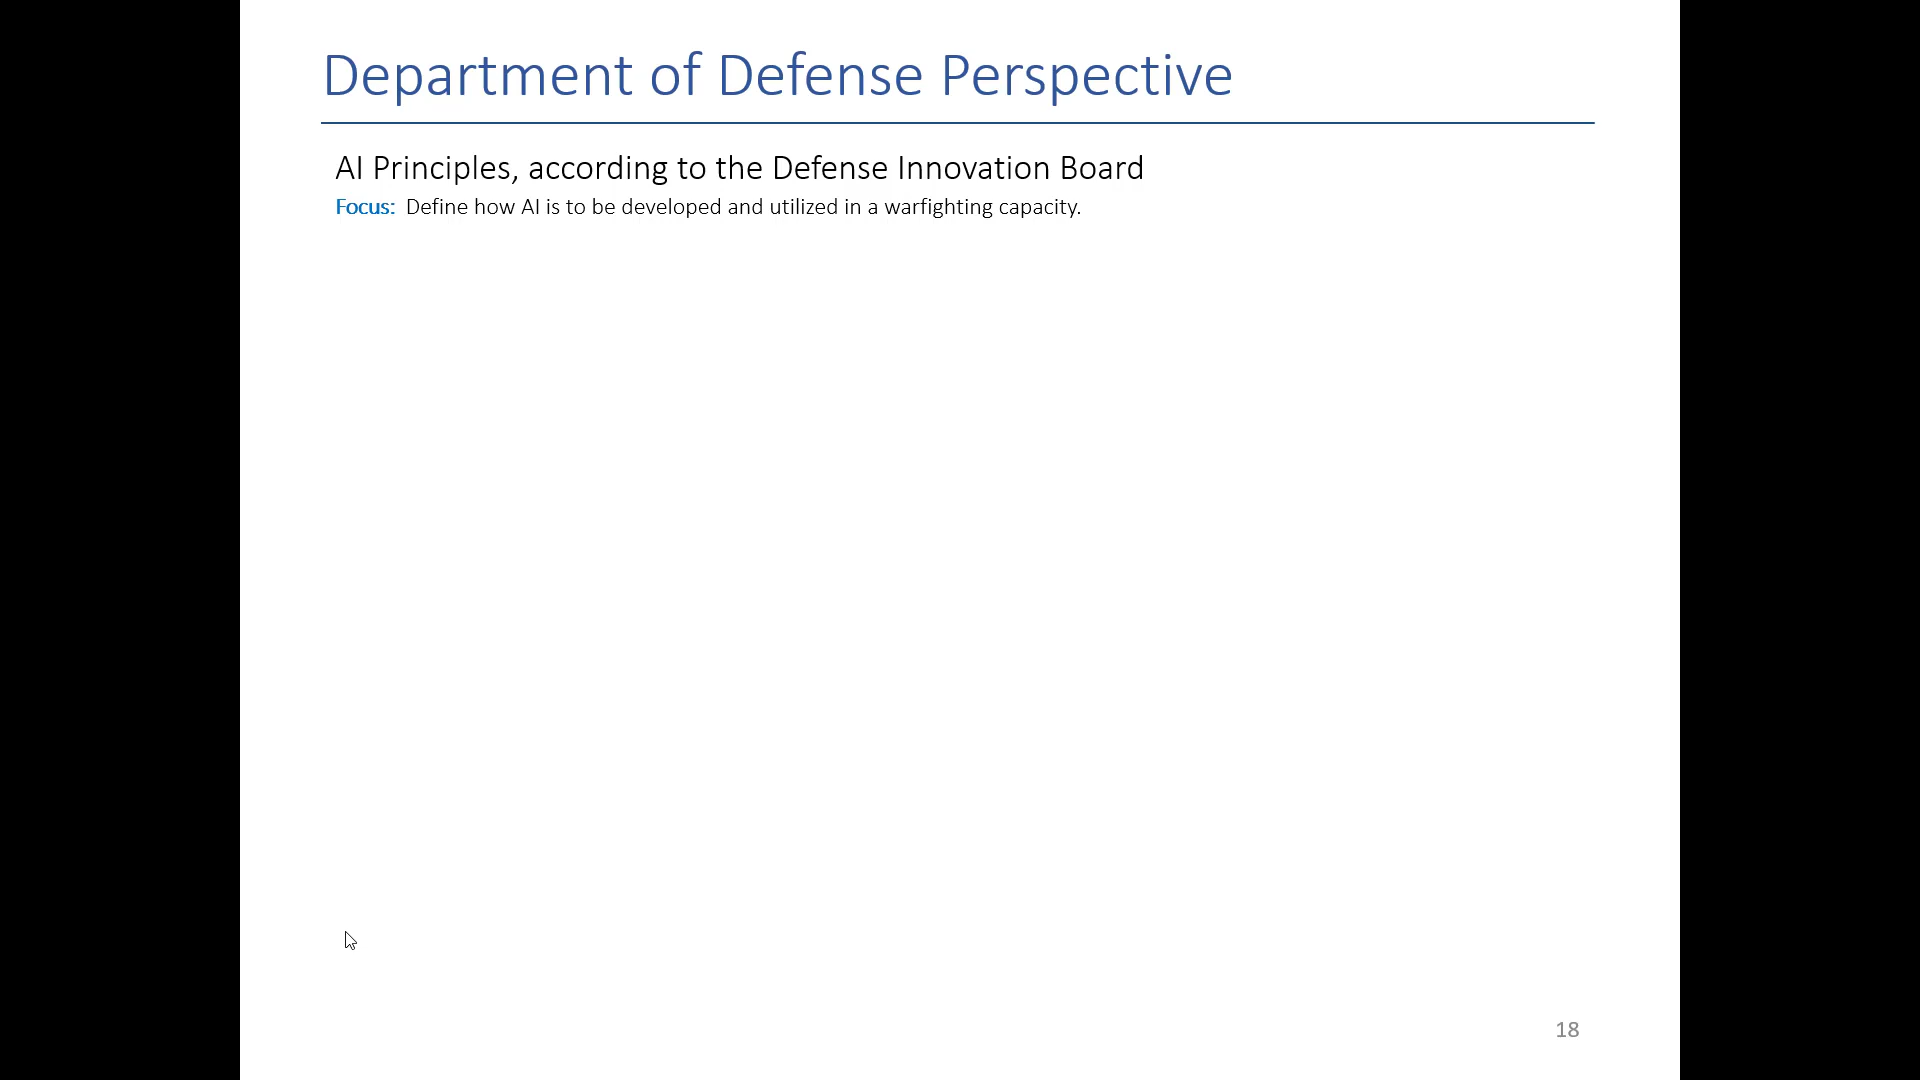 Department of Defense Perspective
AI Principles, according to the Defense Innovation Board
Focus: Define how AI is to be developed and utilized in a warfighting capacity.
18